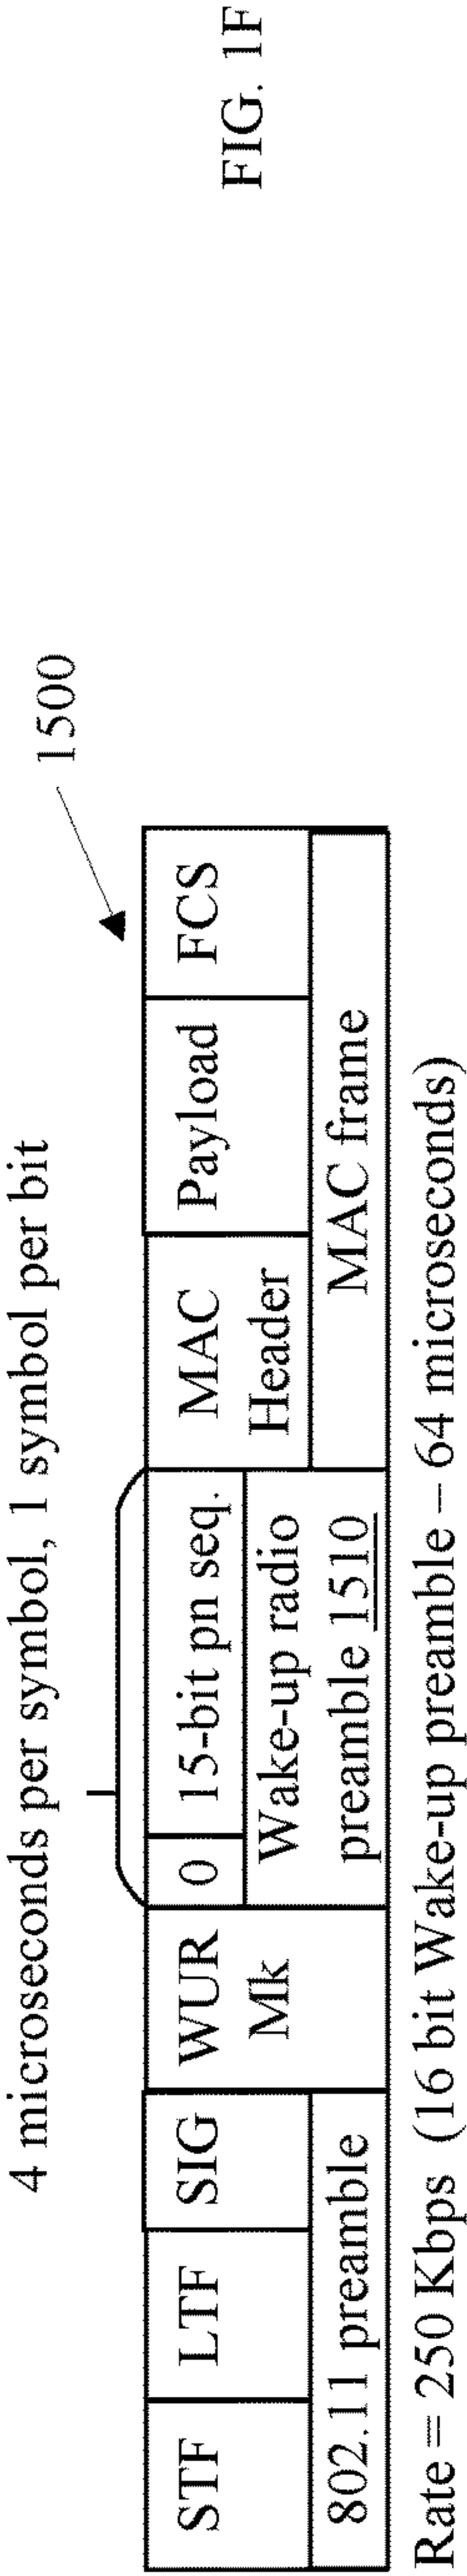 4 microseconds per symbol, 1 symbol per bit
1500
STF LTF SIG WUR 0 15-bit pn seq. MAC Payload FCS
Mk Header
Wake-up radio
802.11 preamble preamble 1510 MAC frame
Rate = 250 Kbps (16 bit Wake-up preamble – 64 microseconds)
FIG. 1F